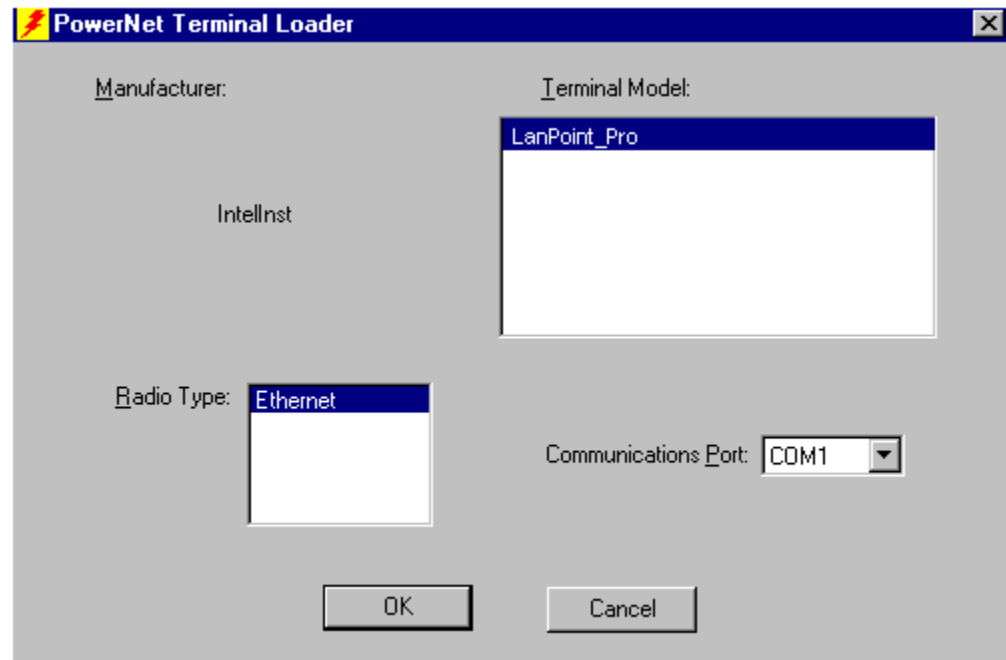 PowerNet Terminal Loader
Manufacturer:
Terminal Model:
LanPoint_Pro
IntelInst
Radio Type:
Ethernet
Communications Port:
COM1
OK
Cancel